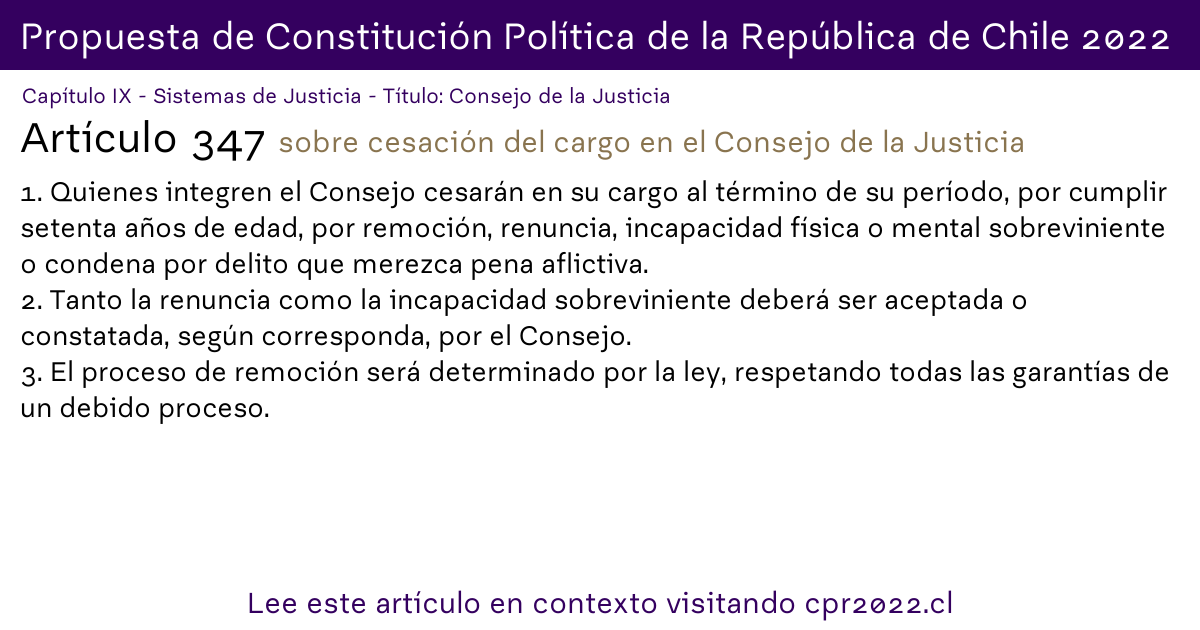 Propuesta de Constitución Política de la República de Chile 2022
Capítulo IX - Sistemas de Justicia - Título: Consejo de la Justicia
Artículo 347 sobre cesación del cargo en el Consejo de la Justicia
1. Quienes integren el Consejo cesarán en su cargo al término de su período, por cumplir
setenta años de edad, por remoción, renuncia, incapacidad física o mental sobreviniente
o condena por delito que merezca pena aflictiva.
2. Tanto la renuncia como la incapacidad sobreviniente deberá ser aceptada o
constatada, según corresponda, por el Consejo.
3. El proceso de remoción será determinado por la ley, respetando todas las garantías de
un debido proceso.
Lee este artículo en contexto visitando cpr2022.cl